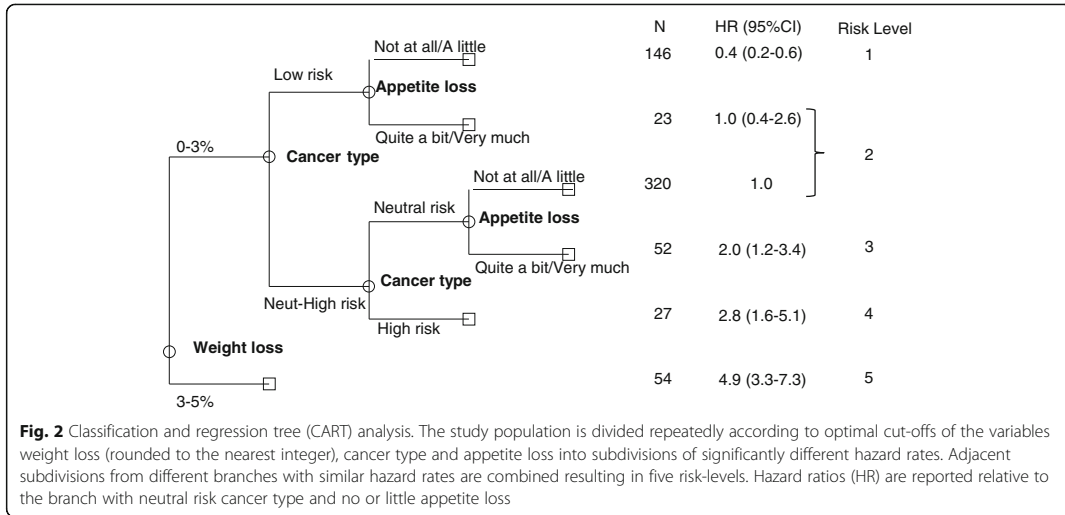 N HR (95%CI) Risk Level
Not at all/A little 146 0.4 (0.2-0.6) 1
Low risk
Appetite loss
Quite a bit/Very much 23 1.0 (0.4-2.6)
0-3%
Cancer type 2
Not at all/A little 320 1.0
Neutral risk
Appetite loss
52 2.0 (1.2-3.4) 3
Quite a bit/Very much
Cancer type
Neut-High risk
High risk 27 2.8 (1.6-5.1) 4
Weight loss
54 4.9 (3.3-7.3) 5
3-5%
Fig. 2 Classification and regression tree (CART) analysis. The study population is divided repeatedly according to optimal cut-offs of the variables
weight loss (rounded to the nearest integer), cancer type and appetite loss into subdivisions of significantly different hazard rates. Adjacent
subdivisions from different branches with similar hazard rates are combined resulting in five risk-levels. Hazard ratios (HR) are reported relative to
the branch with neutral risk cancer type and no or little appetite loss